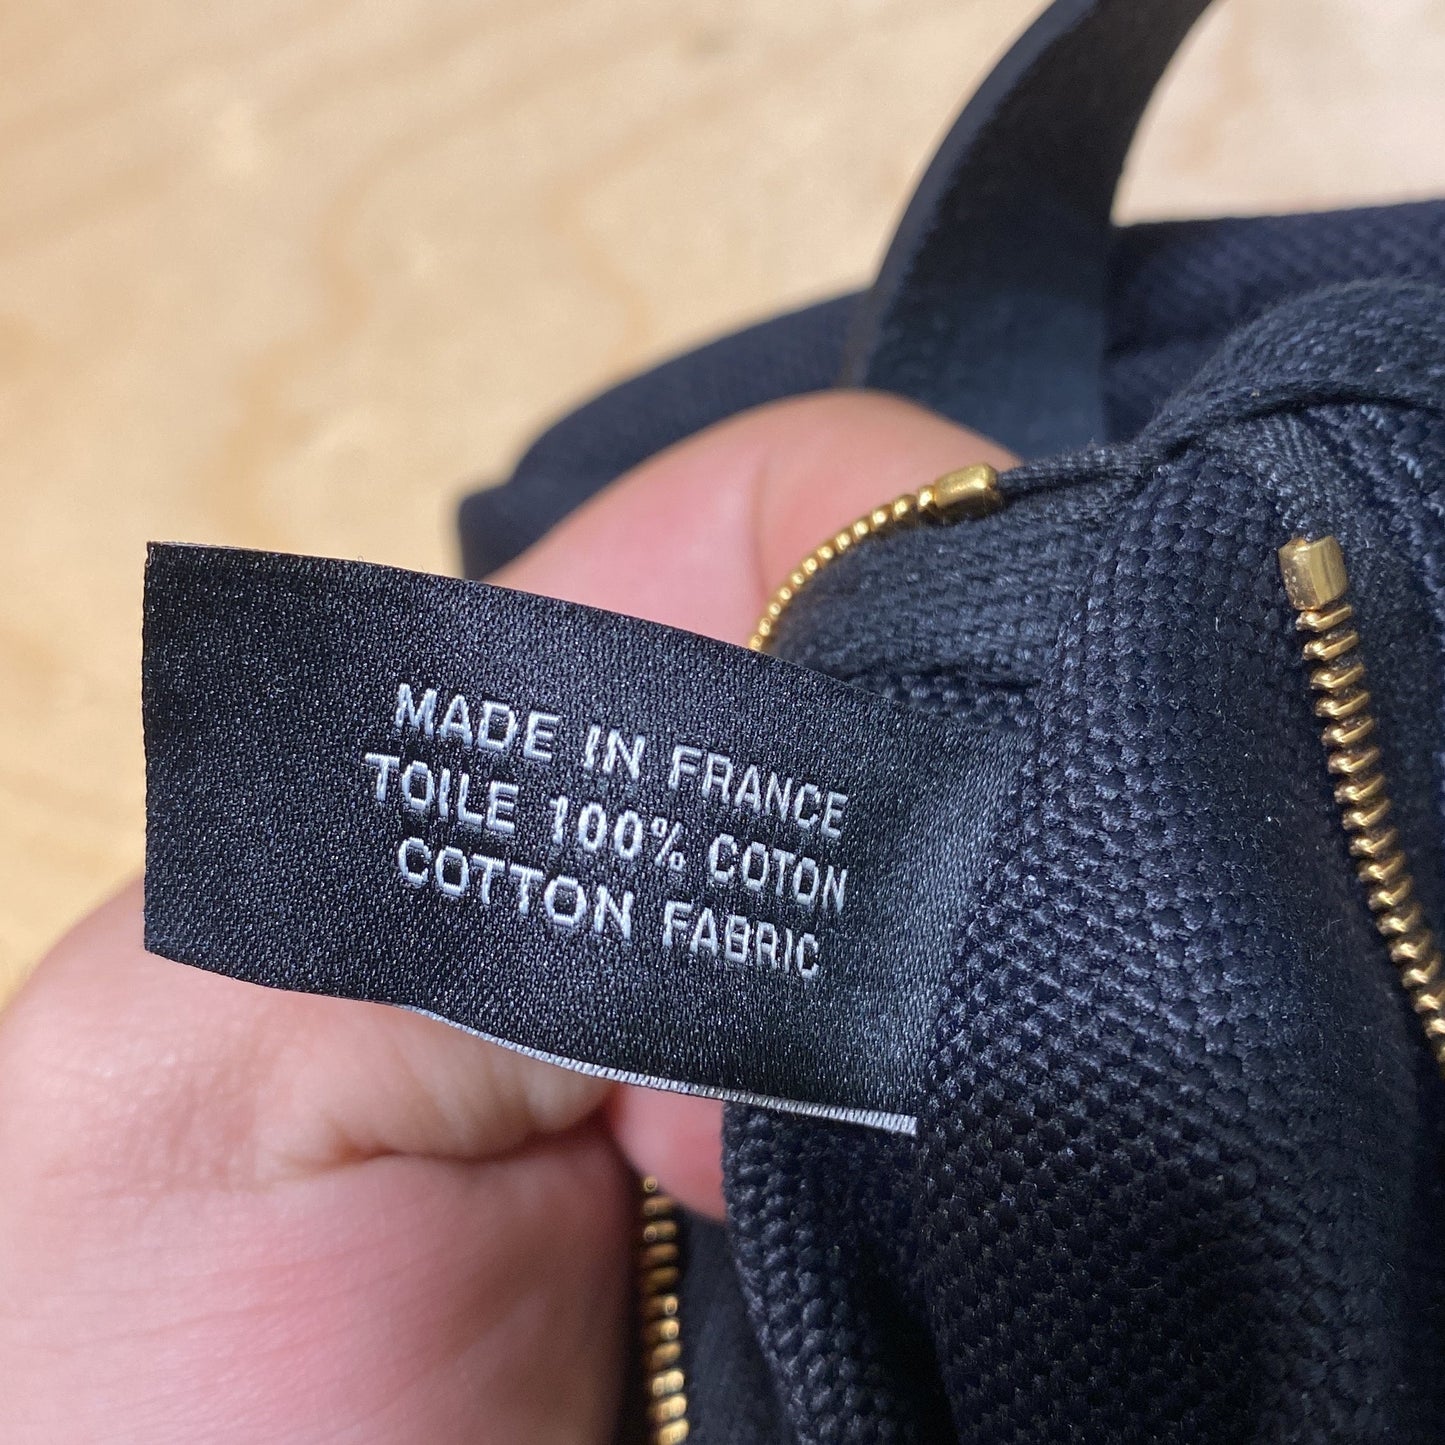 MADE IN FRANCE
TOILE 100% COTON
COTTON FABRIC